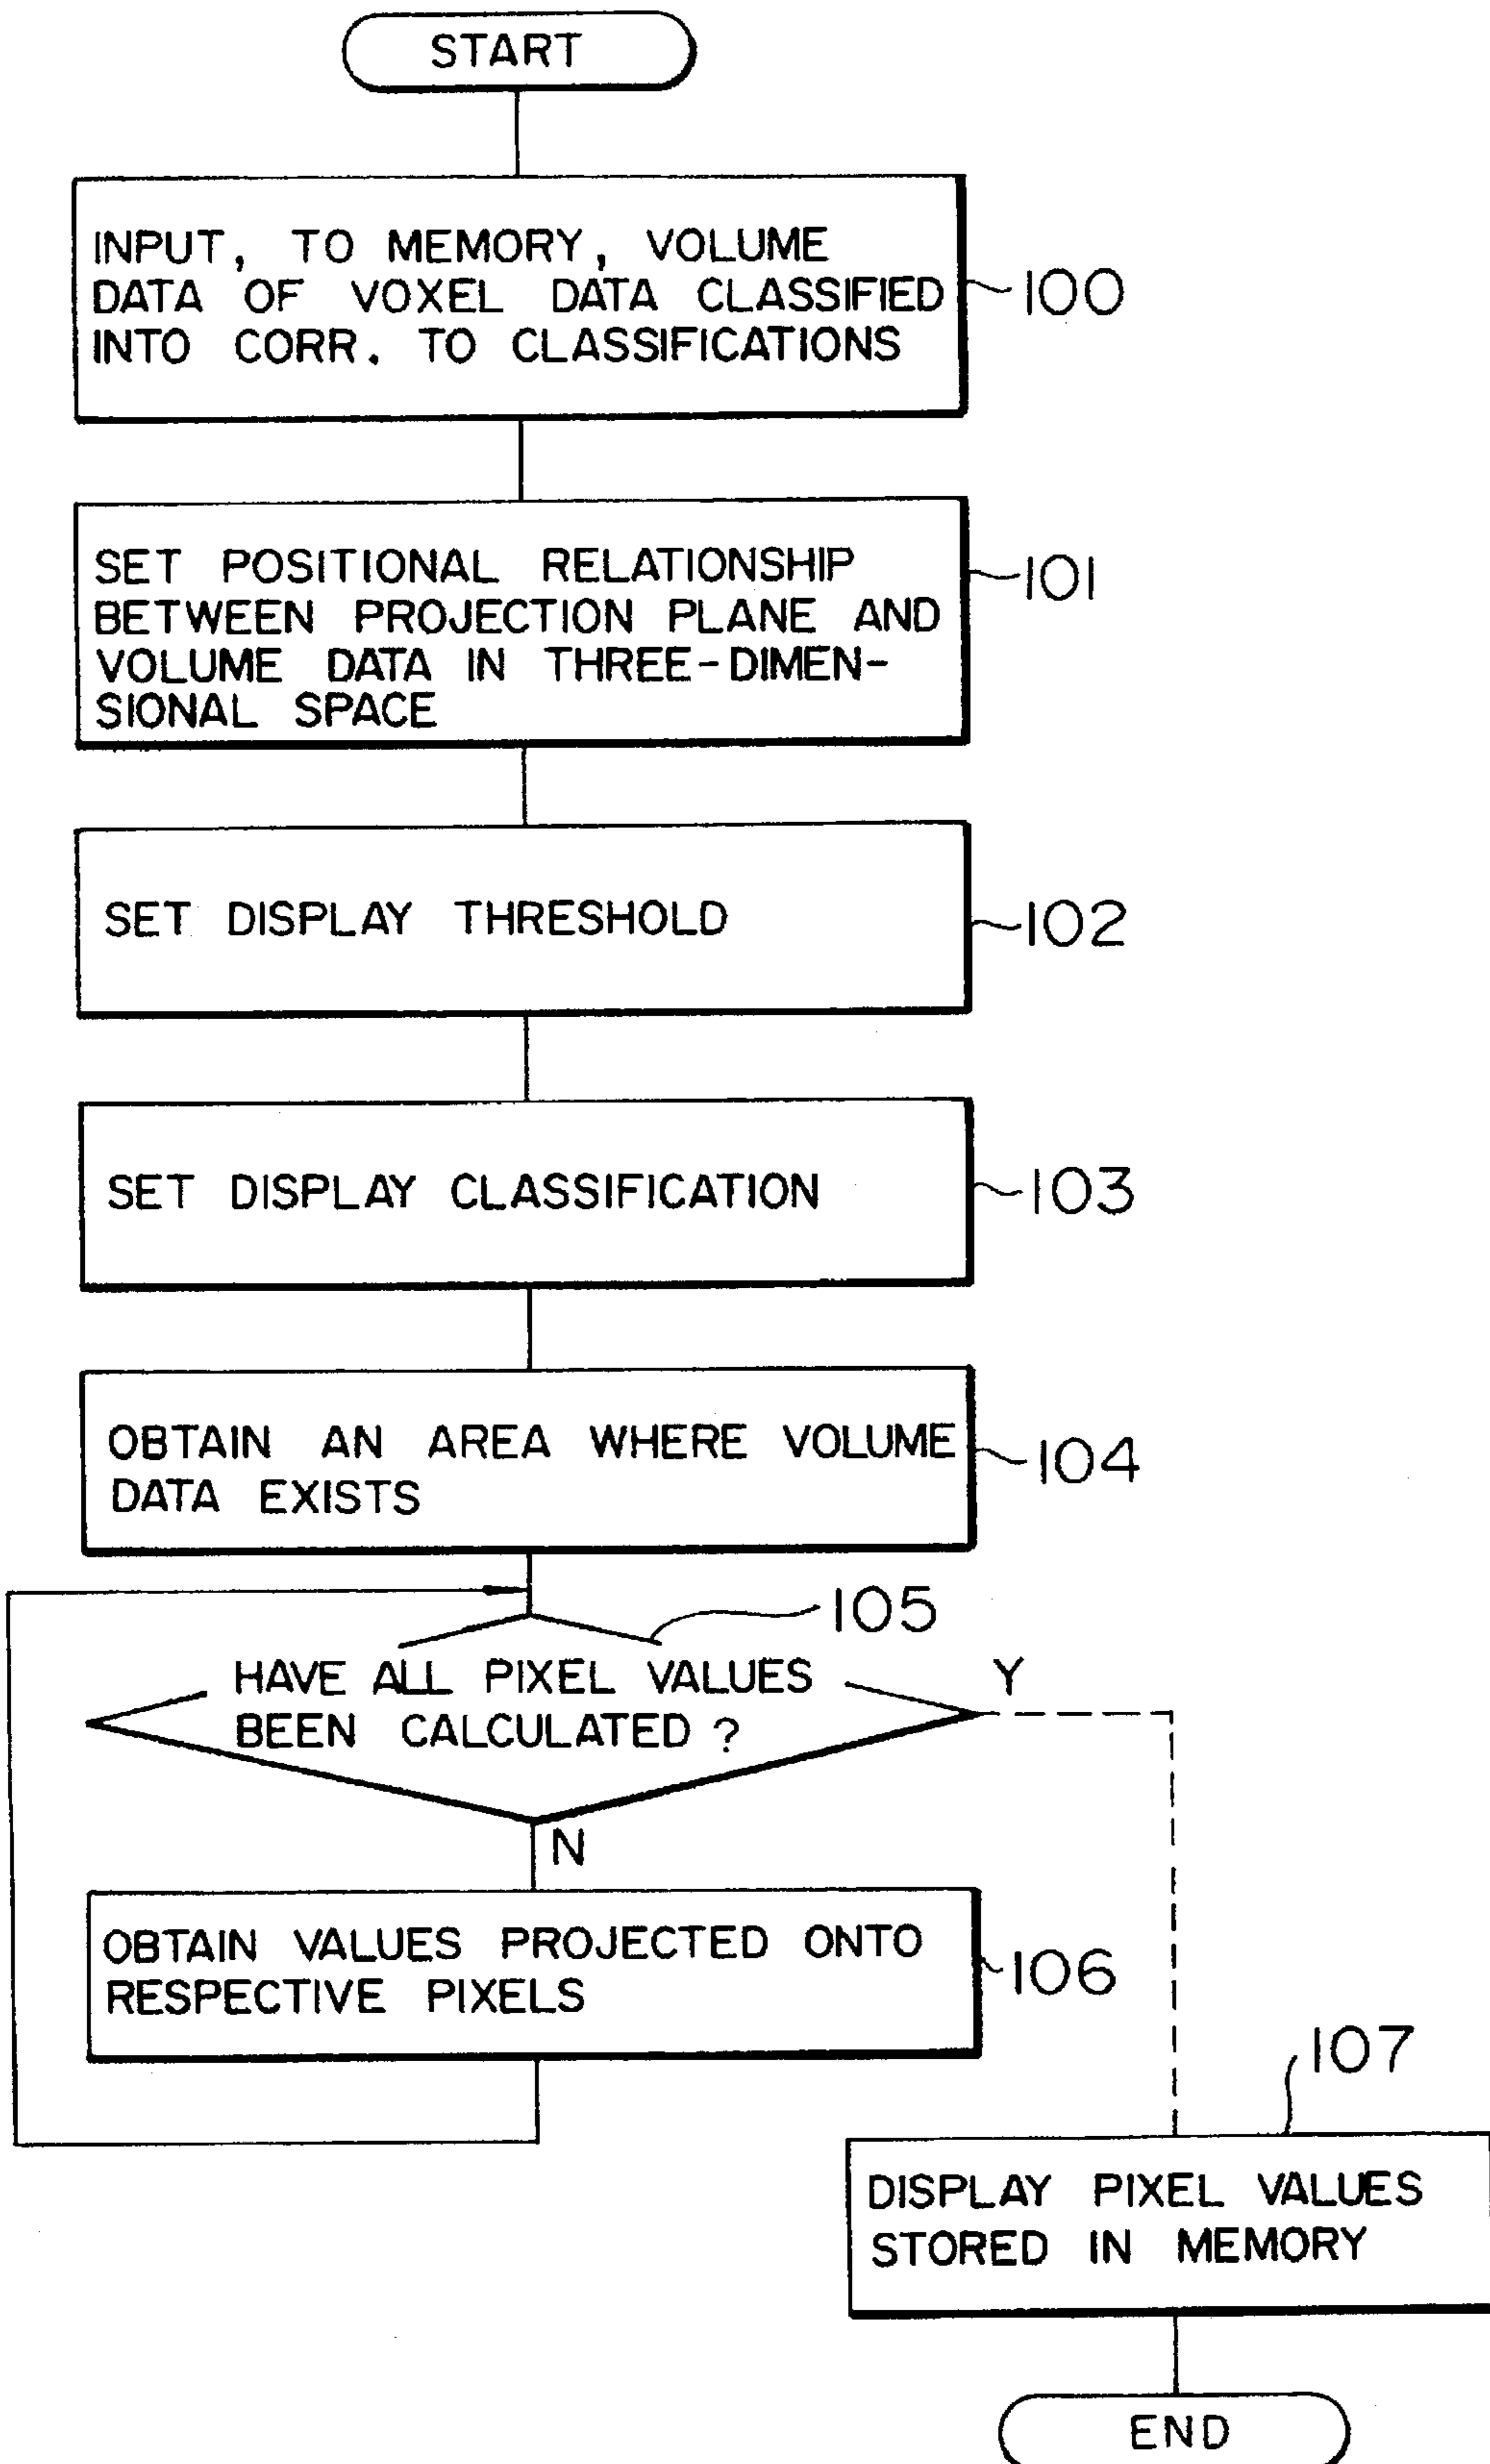 START
INPUT, TO MEMORY, VOLUME
DATA OF VOXEL DATA CLASSIFIED
INTO CORR. TO CLASSIFICATIONS
100
SET POSITIONAL RELATIONSHIP
BETWEEN PROJECTION PLANE AND
VOLUME DATA IN THREE-DIMEN-
SIONAL SPACE
101
SET DISPLAY THRESHOLD
102
SET DISPLAY CLASSIFICATION
103
OBTAIN AN AREA WHERE VOLUME
DATA EXISTS
104
105
HAVE ALL PIXEL VALUES
BEEN CALCULATED ?
Y
N
OBTAIN VALUES PROJECTED ONTO
RESPECTIVE PIXELS
106
107
DISPLAY PIXEL VALUES
STORED IN MEMORY
END